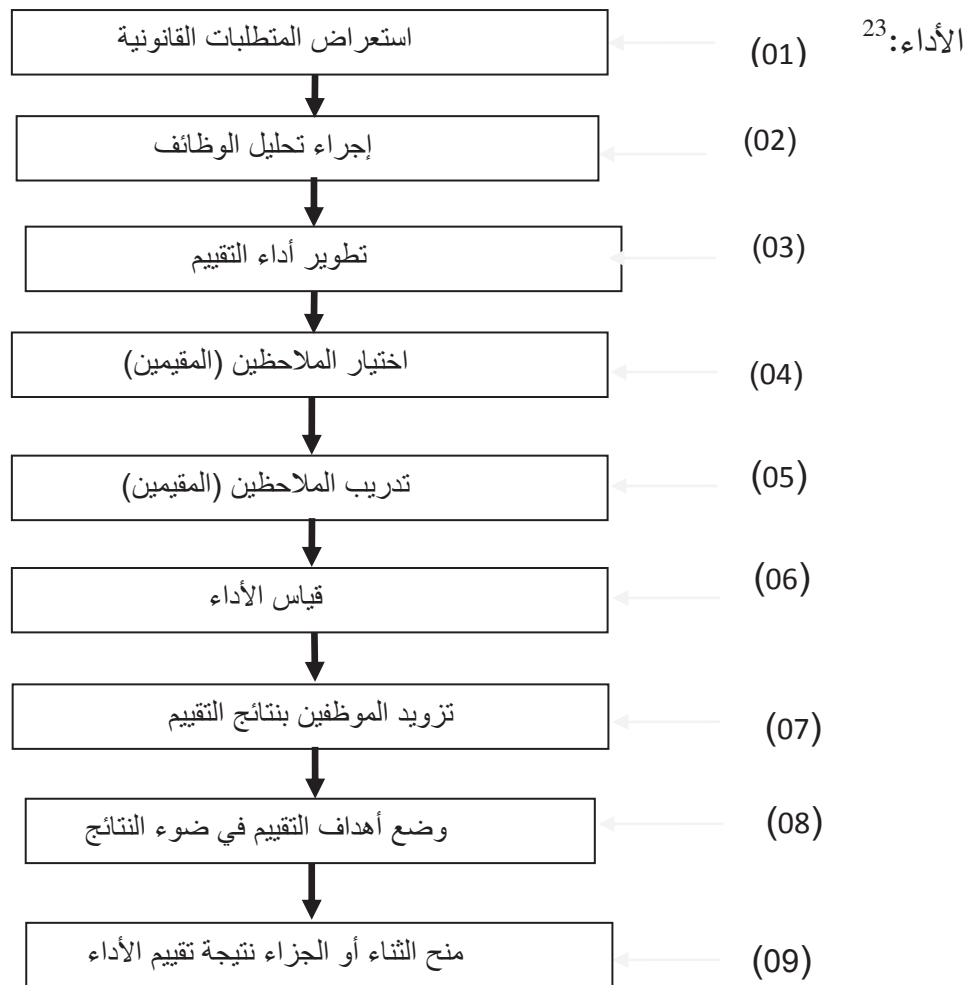 الأداء:23
استعراض المتطلبات القانونية (01)
إجراء تحليل الوظائف (02)
تطوير أداء التقييم (03)
اختيار الملاحظين (المقيمين) (04)
تدريب الملاحظين (المقيمين) (05)
قياس الأداء (06)
تزويد الموظفين بنتائج التقييم (07)
وضع أهداف التقييم في ضوء النتائج (08)
منح الثناء أو الجزاء نتيجة تقييم الأداء (09)